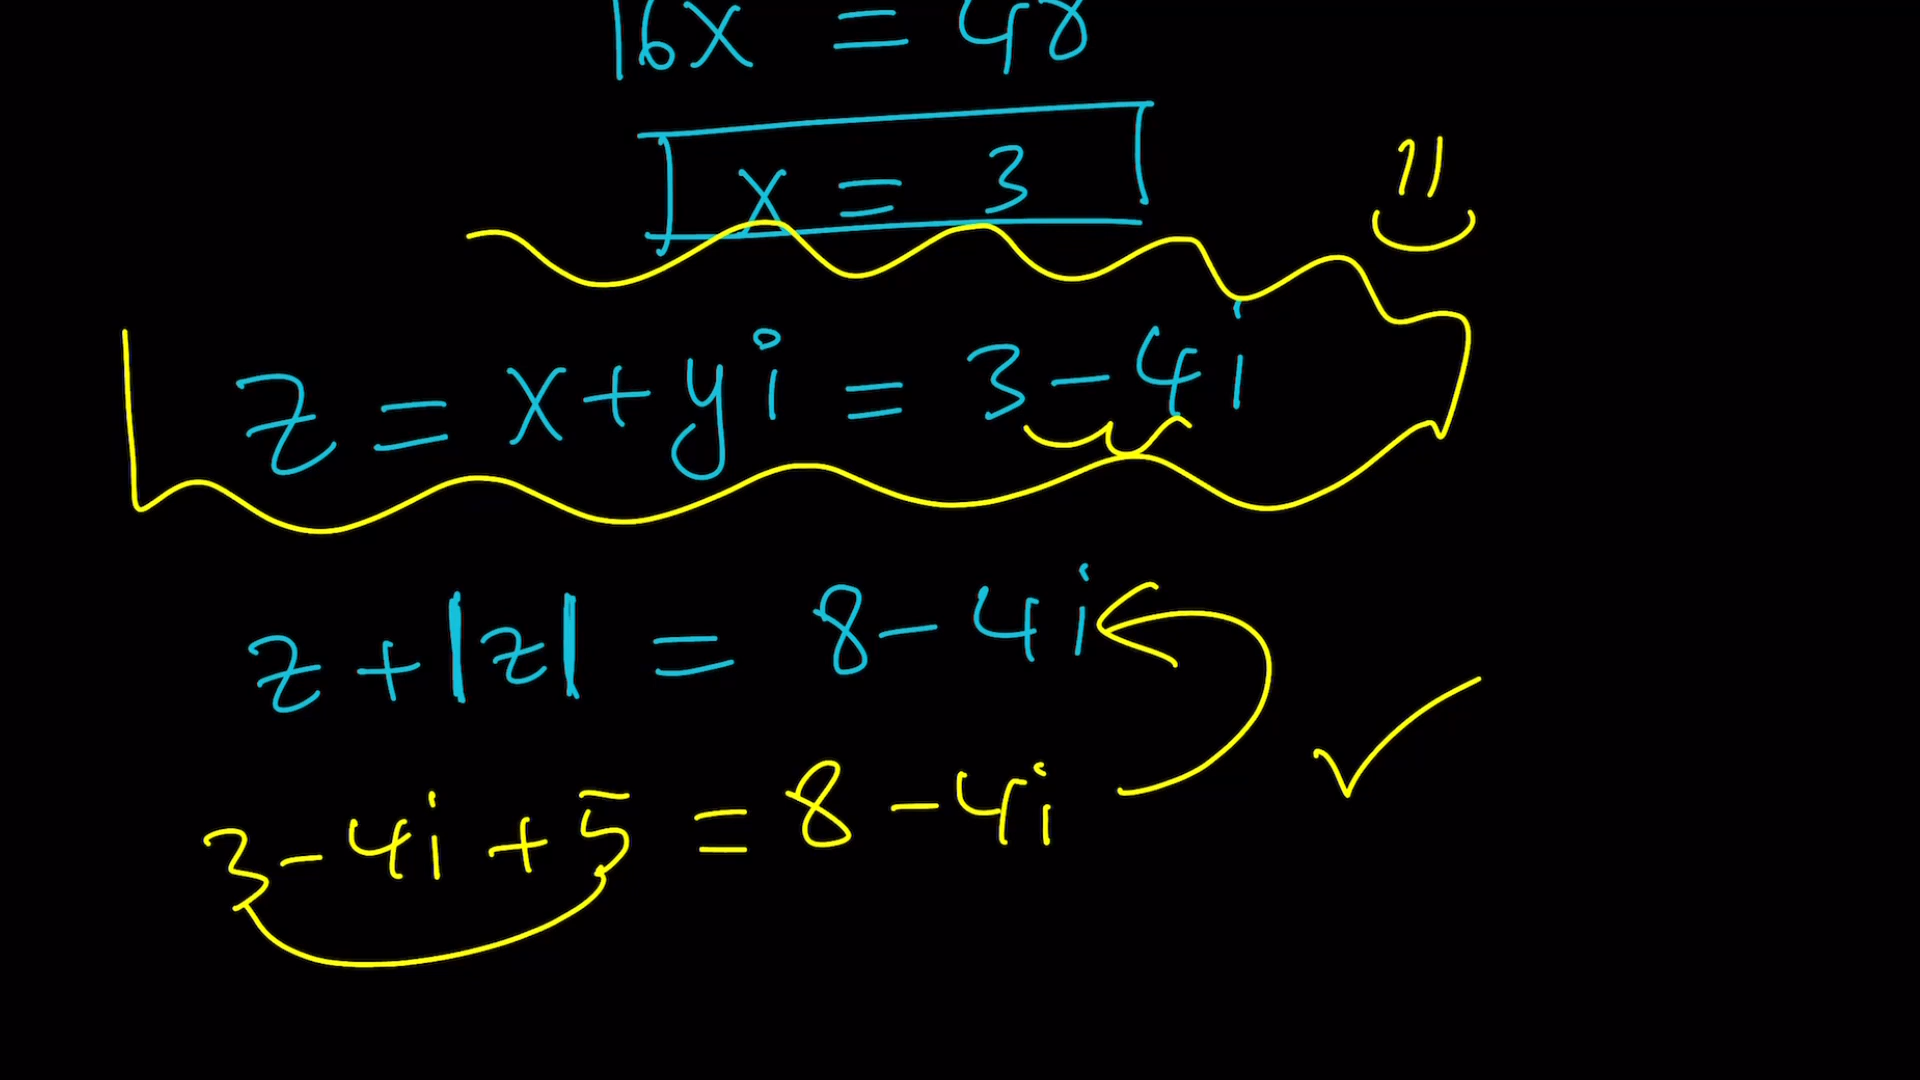 16x = 48
x = 3
z = x + yi = 3 - 4i
z + |z| = 8 - 4i
3 - 4i + 5 = 8 - 4i